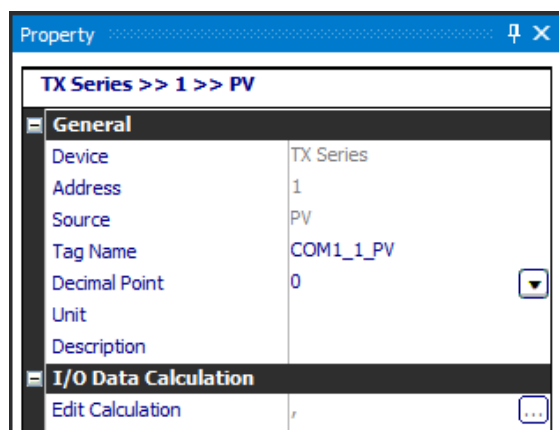 Property
TX Series >> 1 >> PV
General
Device TX Series
Address 1
Source PV
Tag Name COM1_1_PV
Decimal Point 0
Unit
Description
I/O Data Calculation
Edit Calculation , ...